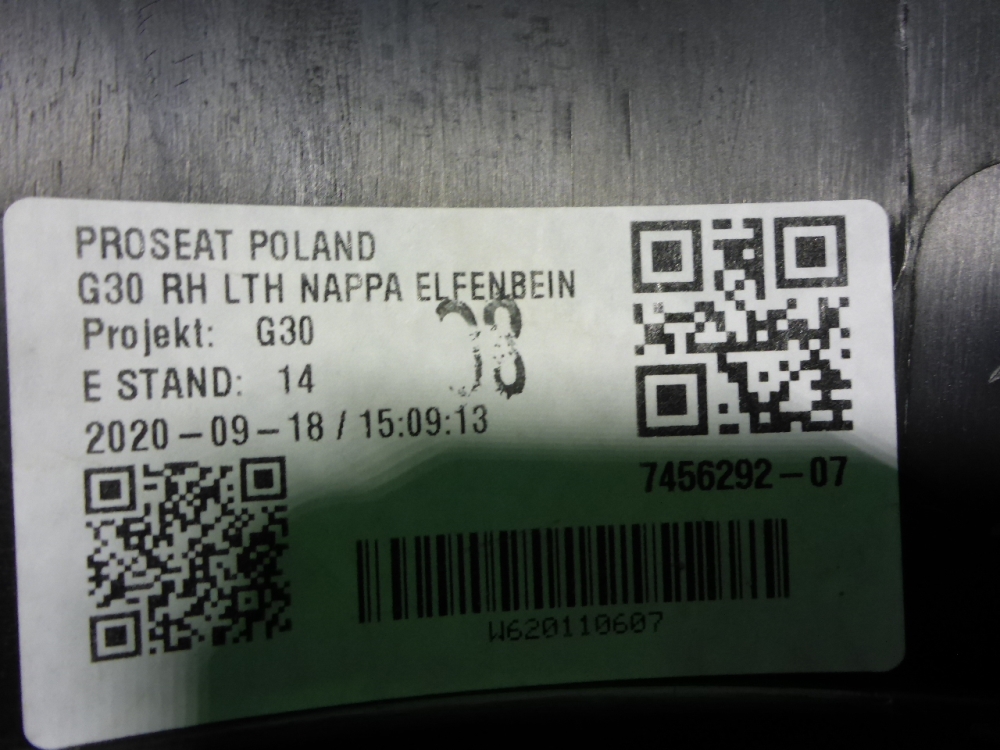 PROSEAT POLAND
G30 RH LTH NAPPA ELFENBEIN
Projekt: G30
E STAND: 14
2020-09-18 / 15:09:13
7456292-07
W620110607